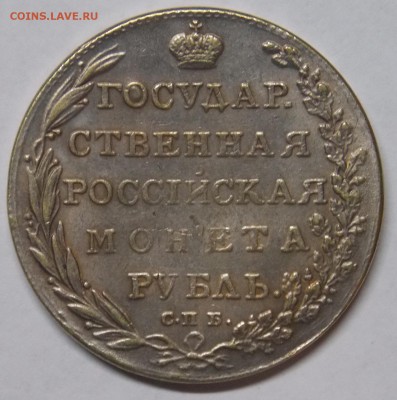 COINS.LAVE.RU
ГОСУДАР.
СТВЕННАЯ
РОССІЙСКАЯ
МОНЕТА
РУБЛЬ.
С.П.Б.